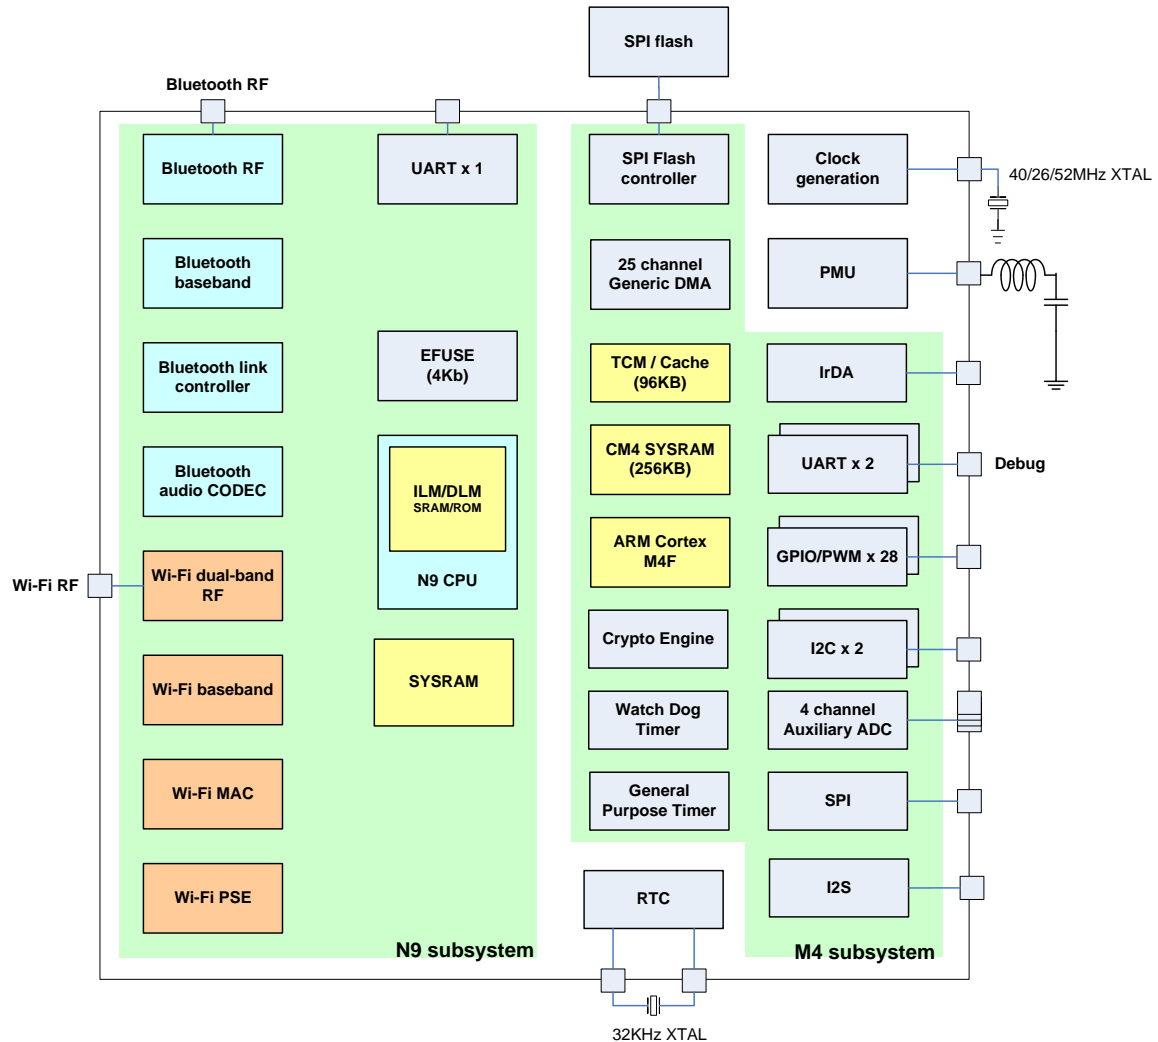 SPI flash
Bluetooth RF
Bluetooth RF
UART x 1
SPI Flash
controller
Clock
generation
40/26/52MHz XTAL
Bluetooth
baseband
25 channel
Generic DMA
PMU
Bluetooth link
controller
EFUSE
(4Kb)
TCM / Cache
(96KB)
IrDA
Bluetooth
audio CODEC
ILM/DLM
SRAM/ROM
N9 CPU
CM4 SYSRAM
(256KB)
UART x 2
Debug
Wi-Fi RF
Wi-Fi dual-band
RF
ARM Cortex
M4F
GPIO/PWM x 28
Wi-Fi baseband
SYSRAM
Crypto Engine
I2C x 2
Watch Dog
Timer
4 channel
Auxiliary ADC
Wi-Fi MAC
General
Purpose Timer
SPI
Wi-Fi PSE
RTC
I2S
N9 subsystem
M4 subsystem
32KHz XTAL